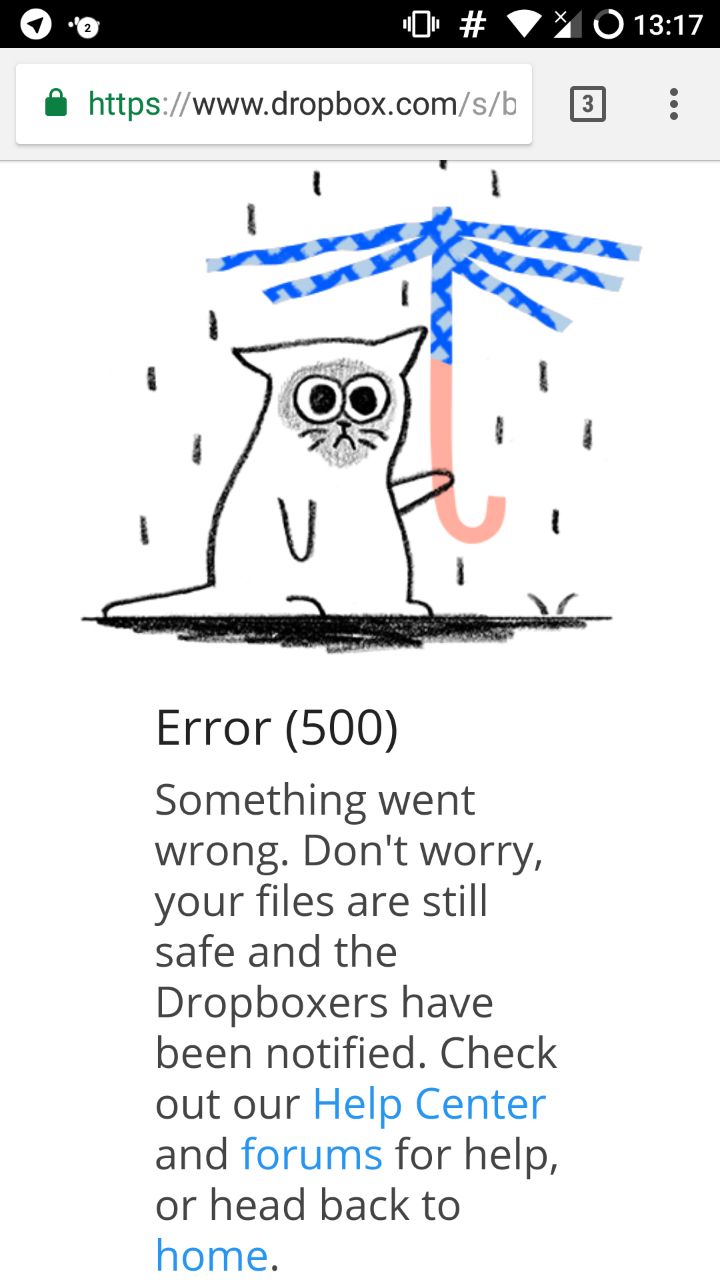 2 # 13:17
https://www.dropbox.com/s/b
3
Error (500)
Something went
wrong. Don't worry,
your files are still
safe and the
Dropboxers have
been notified. Check
out our Help Center
and forums for help,
or head back to
home.